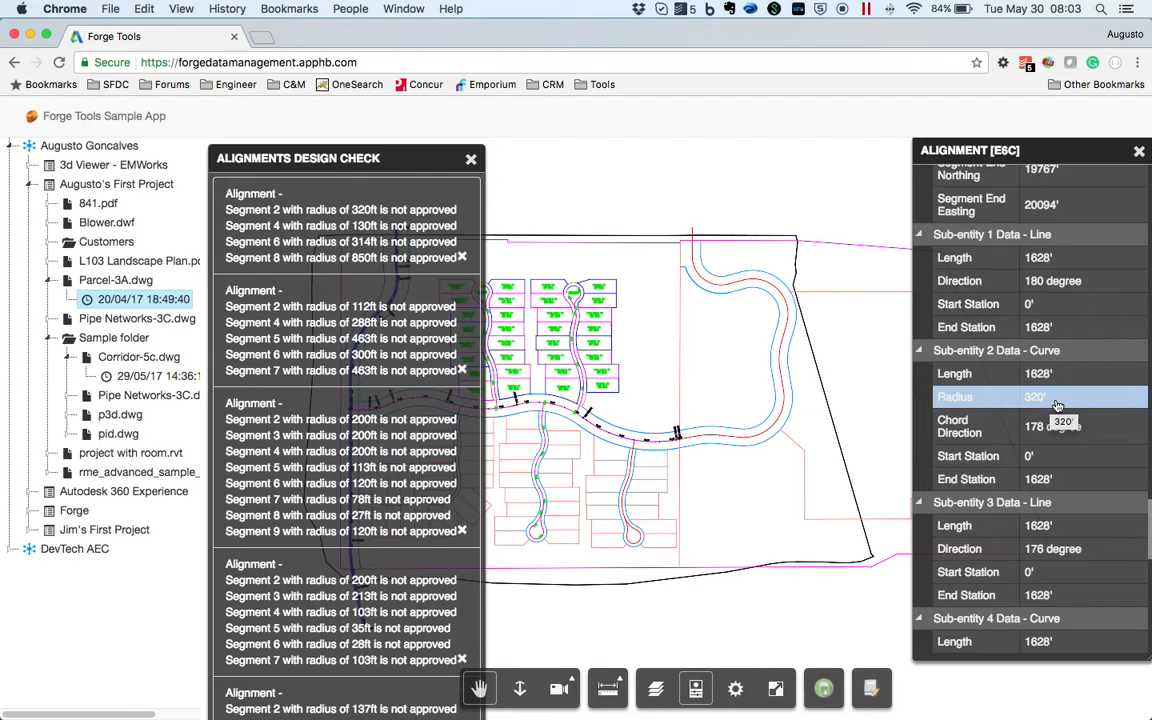 Chrome File Edit View History Bookmarks People Window Help 5 84% Tue May 30 08:03
Forge Tools Augusto
Secure https://forgedatamanagement.apphb.com 5
Bookmarks SFDC Forums Engineer C&M OneSearch Concur Emporium CRM Tools Other Bookmarks
Forge Tools Sample App
Augusto Goncalves
3d Viewer - EMWorks
Augusto's First Project
841.pdf
Blower.dwf
Customers
L103 Landscape Plan.p
Parcel-3A.dwg
20/04/17 18:49:40
Pipe Networks-3C.dwg
Sample folder
Corridor-5c.dwg
29/05/17 14:36:1
Pipe Networks-3C.d
p3d.dwg
pid.dwg
project with room.rvt
rme_advanced_sample_
Autodesk 360 Experience
Forge
Jim's First Project
DevTech AEC
ALIGNMENTS DESIGN CHECK
Alignment -
Segment 2 with radius of 320ft is not approved
Segment 4 with radius of 130ft is not approved
Segment 6 with radius of 314ft is not approved
Segment 8 with radius of 850ft is not approved
Alignment -
Segment 2 with radius of 112ft is not approved
Segment 4 with radius of 288ft is not approved
Segment 5 with radius of 463ft is not approved
Segment 6 with radius of 300ft is not approved
Segment 7 with radius of 463ft is not approved
Alignment -
Segment 2 with radius of 200ft is not approved
Segment 3 with radius of 200ft is not approved
Segment 4 with radius of 200ft is not approved
Segment 5 with radius of 113ft is not approved
Segment 6 with radius of 120ft is not approved
Segment 7 with radius of 78ft is not approved
Segment 8 with radius of 27ft is not approved
Segment 9 with radius of 120ft is not approved
Alignment -
Segment 2 with radius of 200ft is not approved
Segment 3 with radius of 213ft is not approved
Segment 4 with radius of 103ft is not approved
Segment 5 with radius of 35ft is not approved
Segment 6 with radius of 28ft is not approved
Segment 7 with radius of 103ft is not approved
Alignment -
Segment 2 with radius of 137ft is not approved
ALIGNMENT [E6C]
Segment End
Northing 19767'
Segment End
Easting 20094'
Sub-entity 1 Data - Line
Length 1628'
Direction 180 degree
Start Station 0'
End Station 1628'
Sub-entity 2 Data - Curve
Length 1628'
Radius 320'
320'
Chord
Direction 178
Start Station 0'
End Station 1628'
Sub-entity 3 Data - Line
Length 1628'
Direction 176 degree
Start Station 0'
End Station 1628'
Sub-entity 4 Data - Curve
Length 1628'